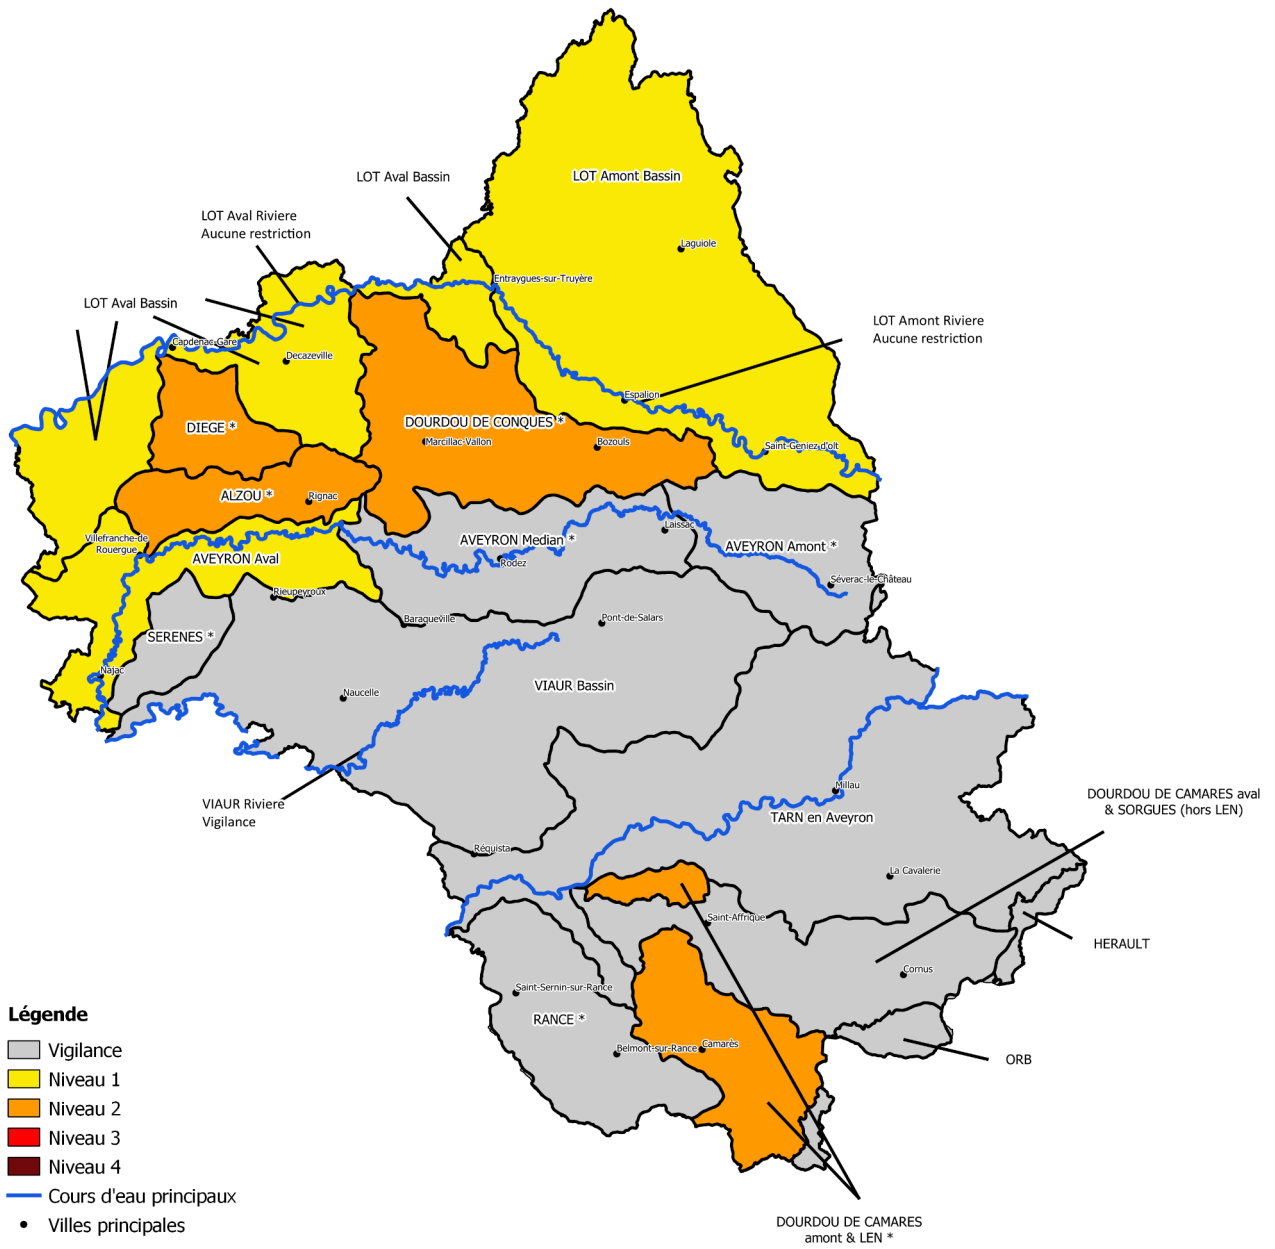 LOT Aval Bassin
LOT Amont Bassin
LOT Aval Riviere
Aucune restriction
Laguiole
Entraygues-sur-Truyère
LOT Aval Bassin
LOT Amont Riviere
Aucune restriction
Capdenac Gare
Decazeville
Espalion
DIEGE *
DOURDOU DE CONQUES *
Marcillac-Vallon
Bozouls
Saint-Geniez d'olt
ALZOU *
Rignac
Villefranche-de
Rouergue
AVEYRON Aval
AVEYRON Median *
Rodez
Laissac
AVEYRON Amont *
Séverac-le-Château
Rieupeyroux
Baraqueville
Pont-de-Salars
SERENES *
Najac
Naucelle
VIAUR Bassin
VIAUR Riviere
Vigilance
Millau
TARN en Aveyron
DOURDOU DE CAMARES aval
& SORGUES (hors LEN)
Réquista
La Cavalerie
Saint-Affrique
HERAULT
Cornus
Saint-Sernin-sur-Rance
RANCE *
Belmont-sur-Rance
Camarès
ORB
DOURDOU DE CAMARES
amont & LEN *
Légende
Vigilance
Niveau 1
Niveau 2
Niveau 3
Niveau 4
Cours d'eau principaux
Villes principales